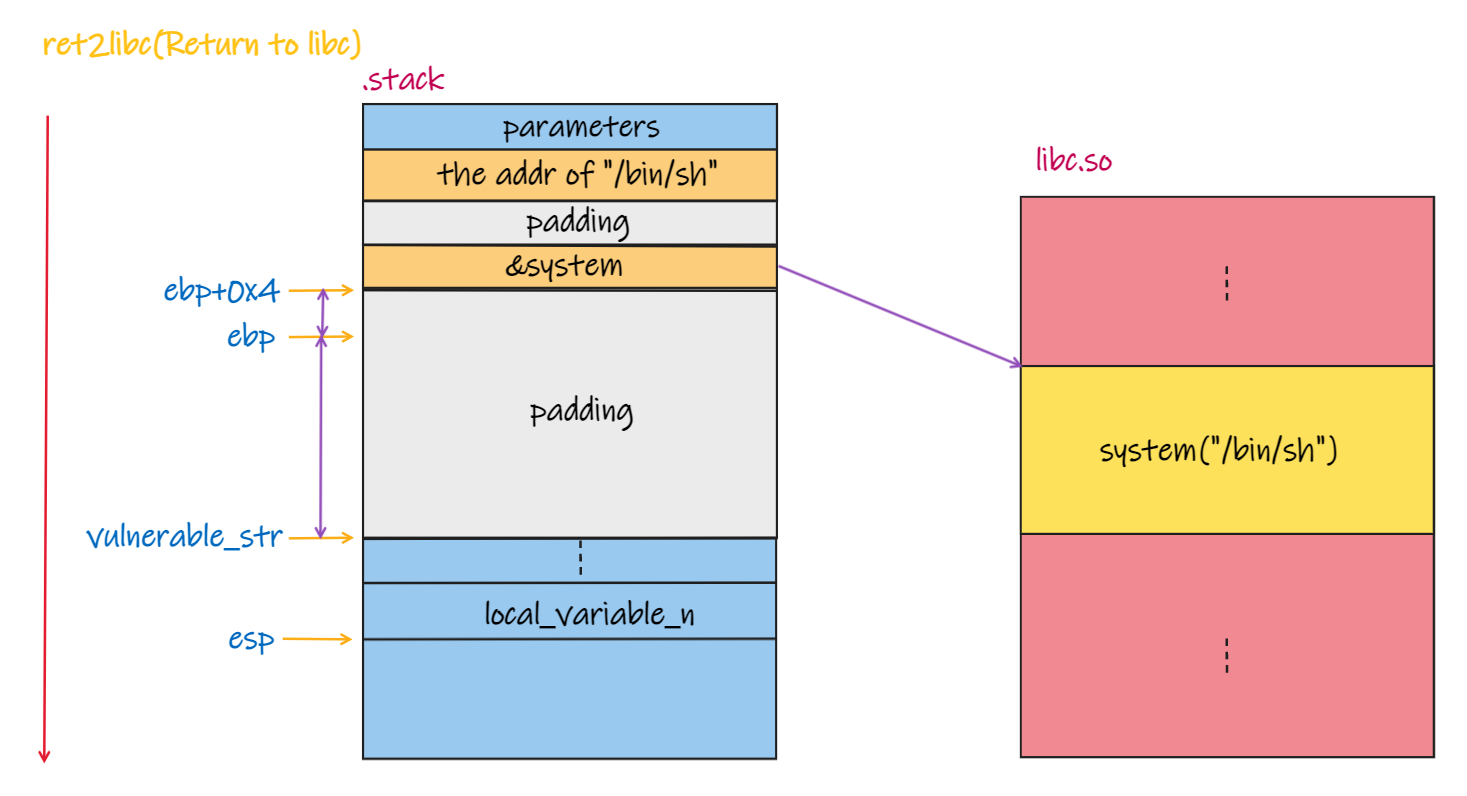 ret2libc(Return to libc)
.stack
parameters
the addr of "/bin/sh"
padding
&system
ebp+0x4
ebp
padding
vulnerable_str
local_variable_n
esp
libc.so
system("/bin/sh")